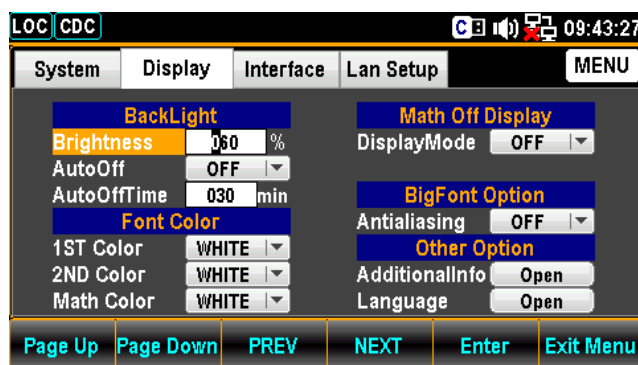 LOC CDC C 09:43:27
System Display Interface Lan Setup MENU
BackLight
Brightness 060 %
AutoOff OFF
AutoOffTime 030 min
Font Color
1ST Color WHITE
2ND Color WHITE
Math Color WHITE
Math Off Display
DisplayMode OFF
BigFont Option
Antialiasing OFF
Other Option
AdditionalInfo Open
Language Open
Page Up Page Down PREV NEXT Enter Exit Menu